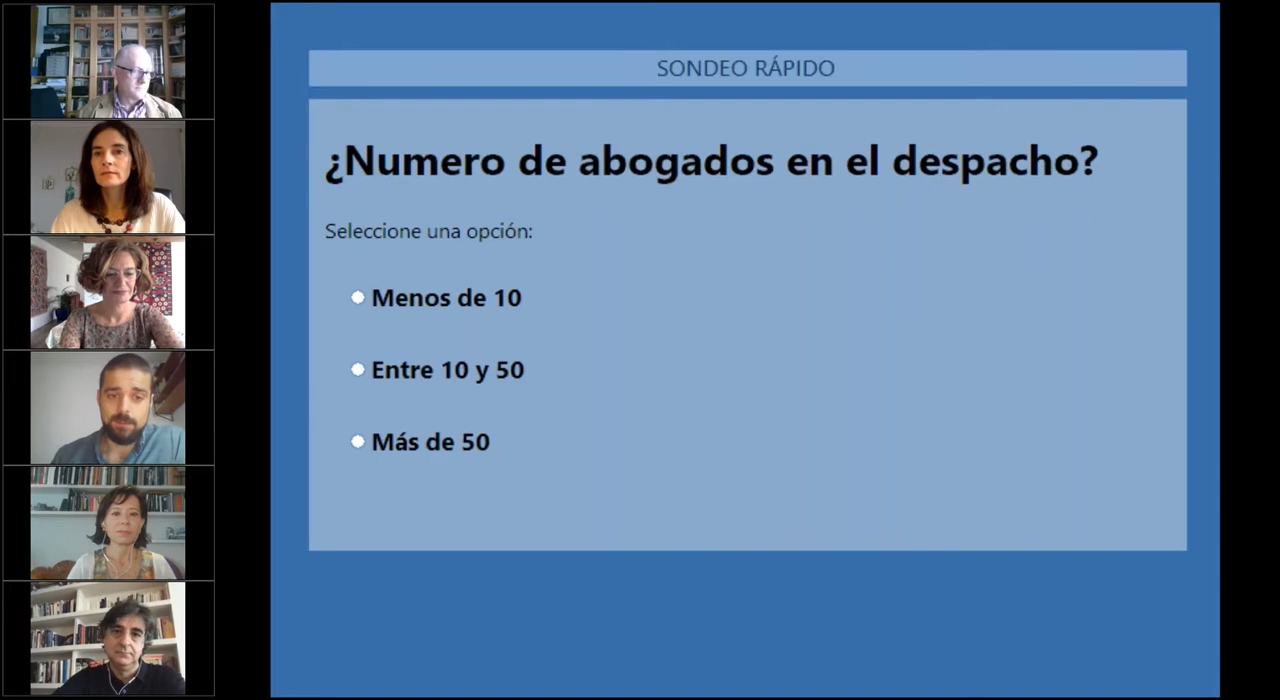 SONDEO RÁPIDO
¿Numero de abogados en el despacho?
Seleccione una opción:
Menos de 10
Entre 10 y 50
Más de 50